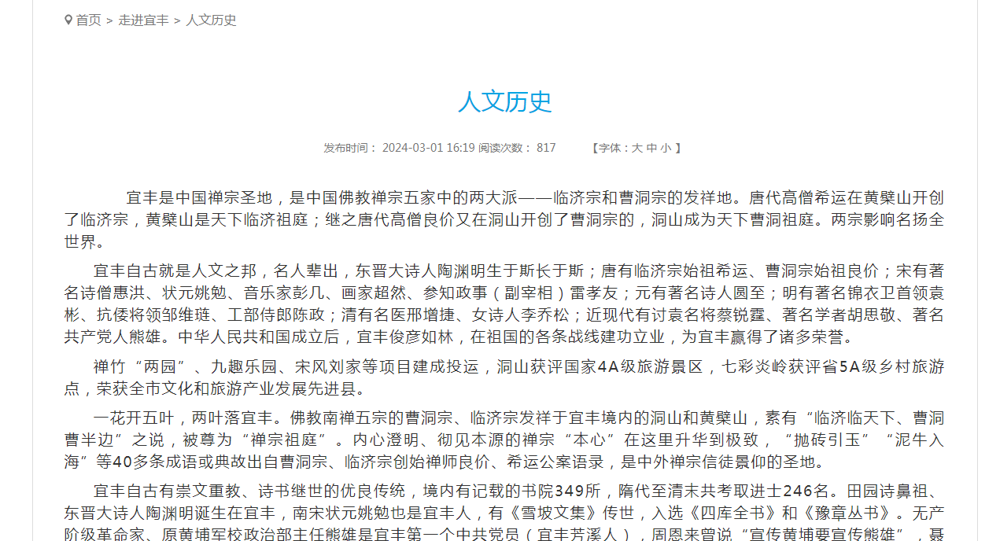 首页 > 走进宜丰 > 人文历史
人文历史
发布时间： 2024-03-01 16:19 阅读次数： 817 【字体：大 中 小 】
宜丰是中国禅宗圣地，是中国佛教禅宗五家中的两大派——临济宗和曹洞宗的发祥地。唐代高僧希运在黄檗山开创
了临济宗，黄檗山是天下临济祖庭；继之唐代高僧良价又在洞山开创了曹洞宗的，洞山成为天下曹洞祖庭。两宗影响名扬全
世界。
宜丰自古就是人文之邦，名人辈出，东晋大诗人陶渊明生于斯长于斯；唐有临济宗始祖希运、曹洞宗始祖良价；宋有著
名诗僧惠洪、状元姚勉、音乐家彭几、画家超然、参知政事（副宰相）雷孝友；元有著名诗人圆至；明有著名锦衣卫首领袁
彬、抗倭将领邹维琏、工部侍郎陈政；清有名医邢增捷、女诗人李乔松；近现代有讨袁名将蔡锐霆、著名学者胡思敬、著名
共产党人熊雄。中华人民共和国成立后，宜丰俊彦如林，在祖国的各条战线建功立业，为宜丰赢得了诸多荣誉。
禅竹“两园”、九趣乐园、宋风刘家等项目建成投运，洞山获评国家4A级旅游景区，七彩炎岭获评省5A级乡村旅游
点，荣获全市文化和旅游产业发展先进县。
一花开五叶，两叶落宜丰。佛教南禅五宗的曹洞宗、临济宗发祥于宜丰境内的洞山和黄檗山，素有“临济临天下、曹洞
曹半边”之说，被尊为“禅宗祖庭”。内心澄明、彻见本源的禅宗“本心”在这里升华到极致，“抛砖引玉”“泥牛入
海”等40多条成语或典故出自曹洞宗、临济宗创始禅师良价、希运公案语录，是中外禅宗信徒景仰的圣地。
宜丰自古有崇文重教、诗书继世的优良传统，境内有记载的书院349所，隋代至清末共考取进士246名。田园诗鼻祖、
东晋大诗人陶渊明诞生在宜丰，南宋状元姚勉也是宜丰人，有《雪坡文集》传世，入选《四库全书》和《豫章丛书》。无产
阶级革命家、原黄埔军校政治部主任熊雄是宜丰第一个中共党员（宜丰芳溪人），周恩来曾说“宣传黄埔要宣传熊雄”，聂